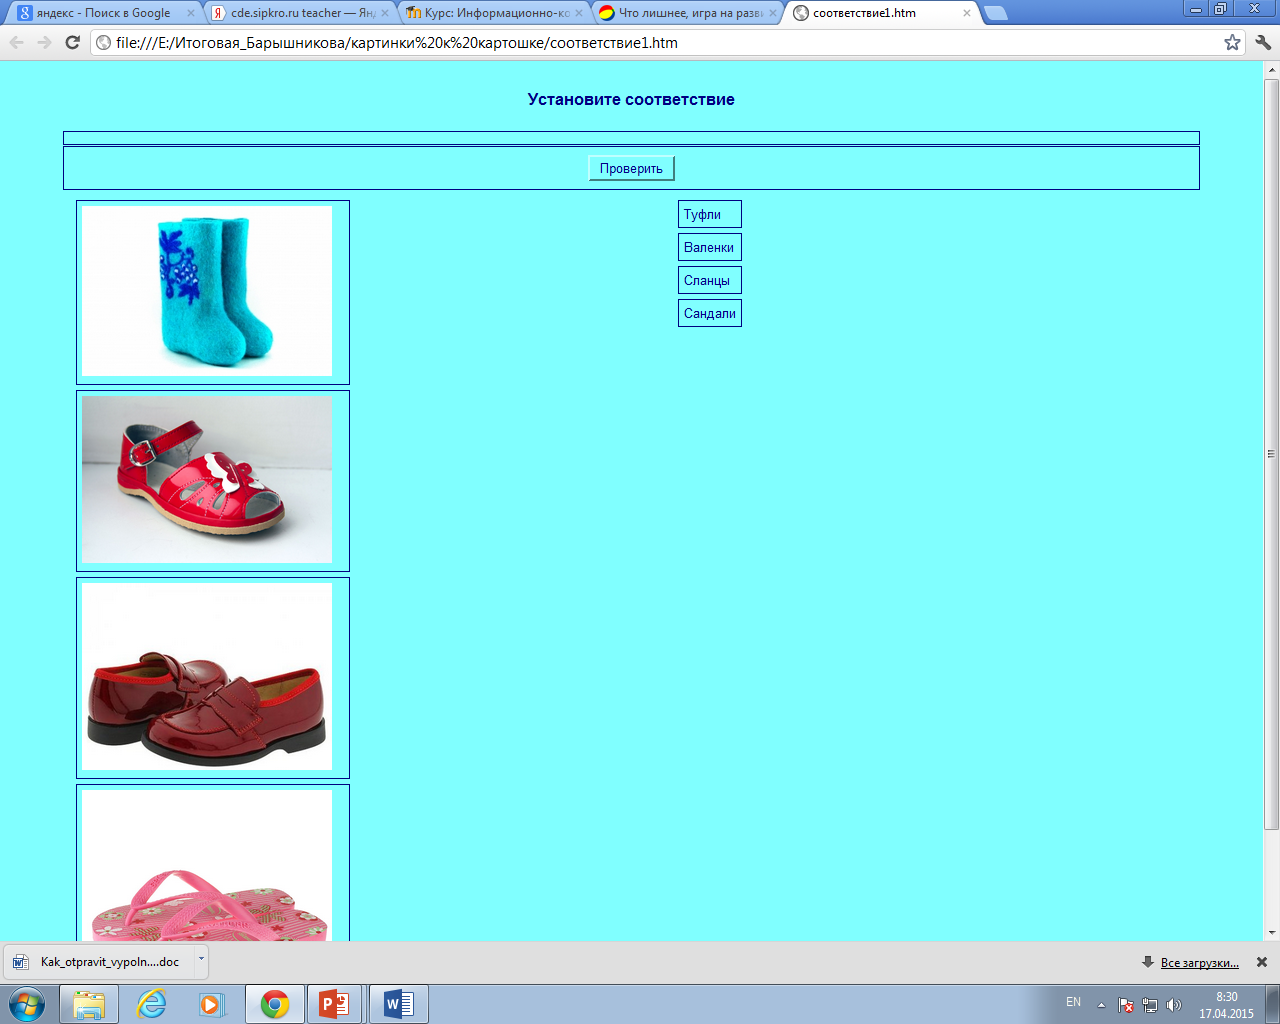 яндекс - Поиск в Google
cde.sipkro.ru teacher — Ян
Курс: Информационно-ко
Что лишнее, игра на разви
соответствие1.htm
file:///E:/Итоговая_Барышникова/картинки%20к%20картошке/соответствие1.htm
Установите соответствие
Проверить
Туфли
Валенки
Сланцы
Сандали
Kak_otpravit_vypoln....doc
Все загрузки...
EN
8:30
17.04.2015